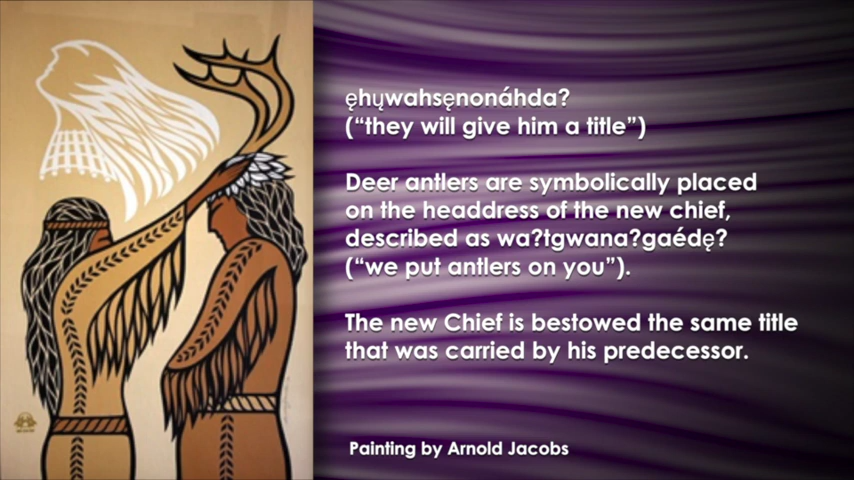 ęhųwahsęnonáhda?
(“they will give him a title”)
Deer antlers are symbolically placed
on the headdress of the new chief,
described as wa?tgwana?gaédę?
(“we put antlers on you”).
The new Chief is bestowed the same title
that was carried by his predecessor.
Painting by Arnold Jacobs